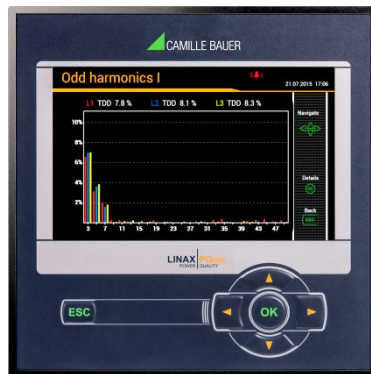 CAMILLE BAUER
Odd harmonics I
21.07.2015 17:06
L1 TDD 7.8 % L2 TDD 8.1 % L3 TDD 8.3 %
Navigate
10%
8%
6%
4%
2%
Details
OK
Back
ESC
3 7 11 15 19 23 27 31 35 39 43 47
LINAX PQ
POWER QUALITY
ESC
OK